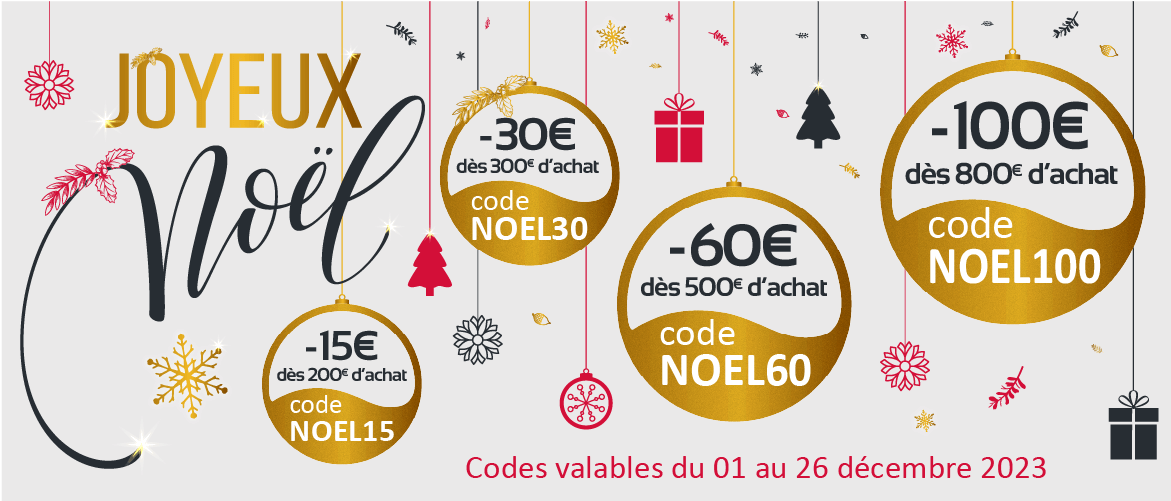 JOYEUX
Noël
-15€
dès 200€ d'achat
code
NOEL15
-30€
dès 300€ d'achat
code
NOEL30
-60€
dès 500€ d'achat
code
NOEL60
-100€
dès 800€ d'achat
code
NOEL100
Codes valables du 01 au 26 décembre 2023